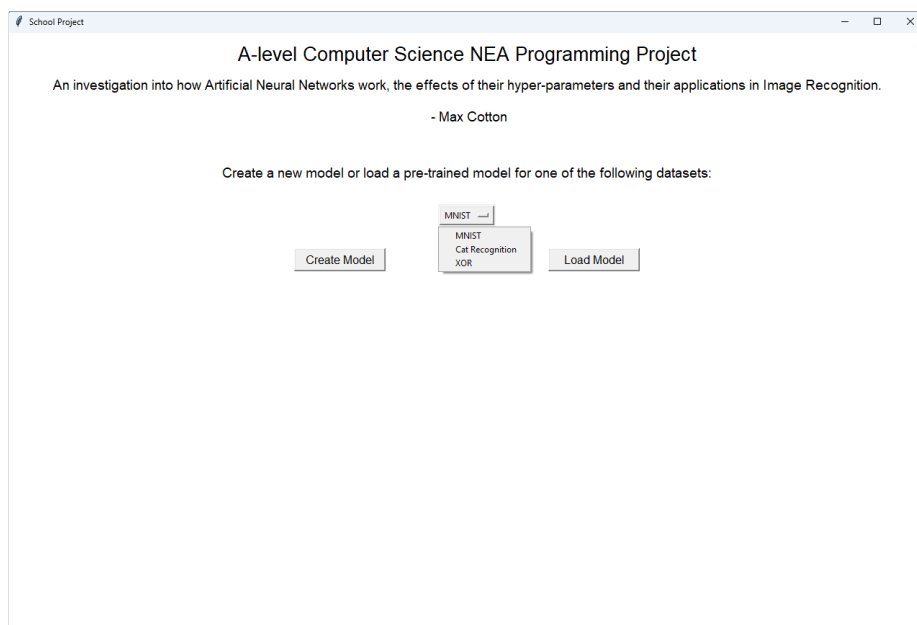 School Project
A-level Computer Science NEA Programming Project
An investigation into how Artificial Neural Networks work, the effects of their hyper-parameters and their applications in Image Recognition.
- Max Cotton
Create a new model or load a pre-trained model for one of the following datasets:
MNIST
MNIST
Cat Recognition
XOR
Create Model
Load Model